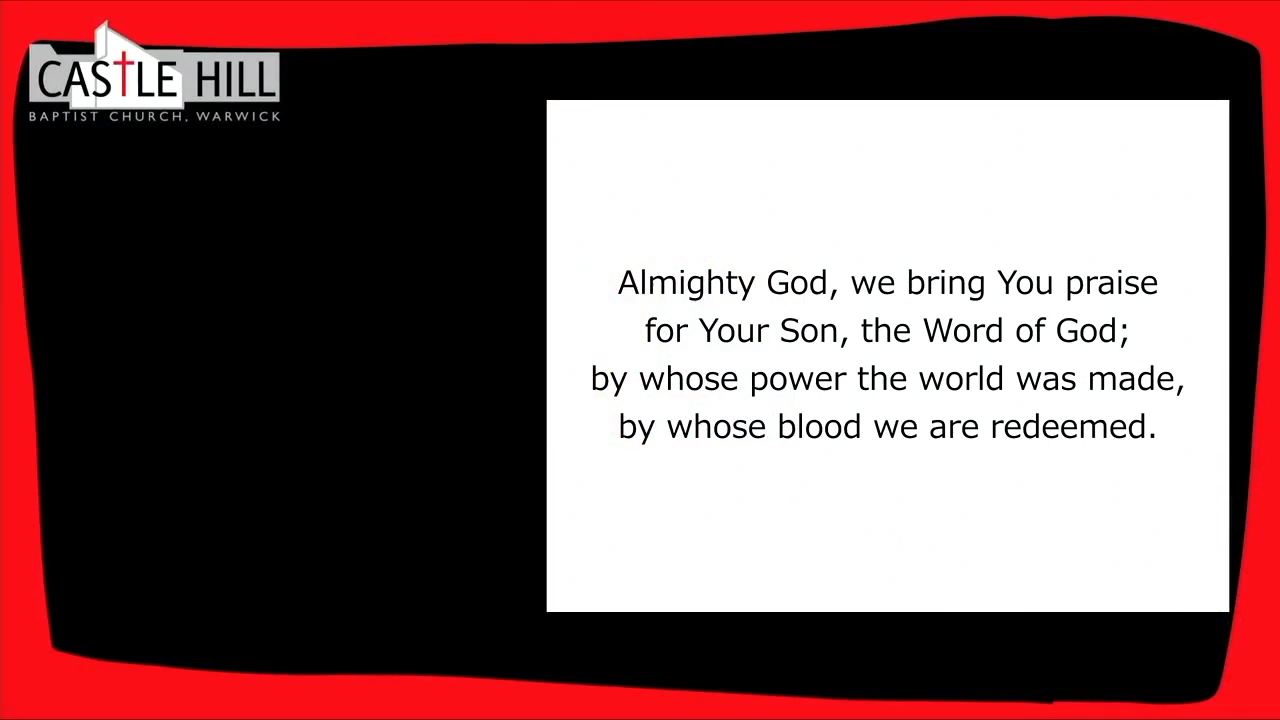 CASTLE HILL
BAPTIST CHURCH, WARWICK
Almighty God, we bring You praise
for Your Son, the Word of God;
by whose power the world was made,
by whose blood we are redeemed.